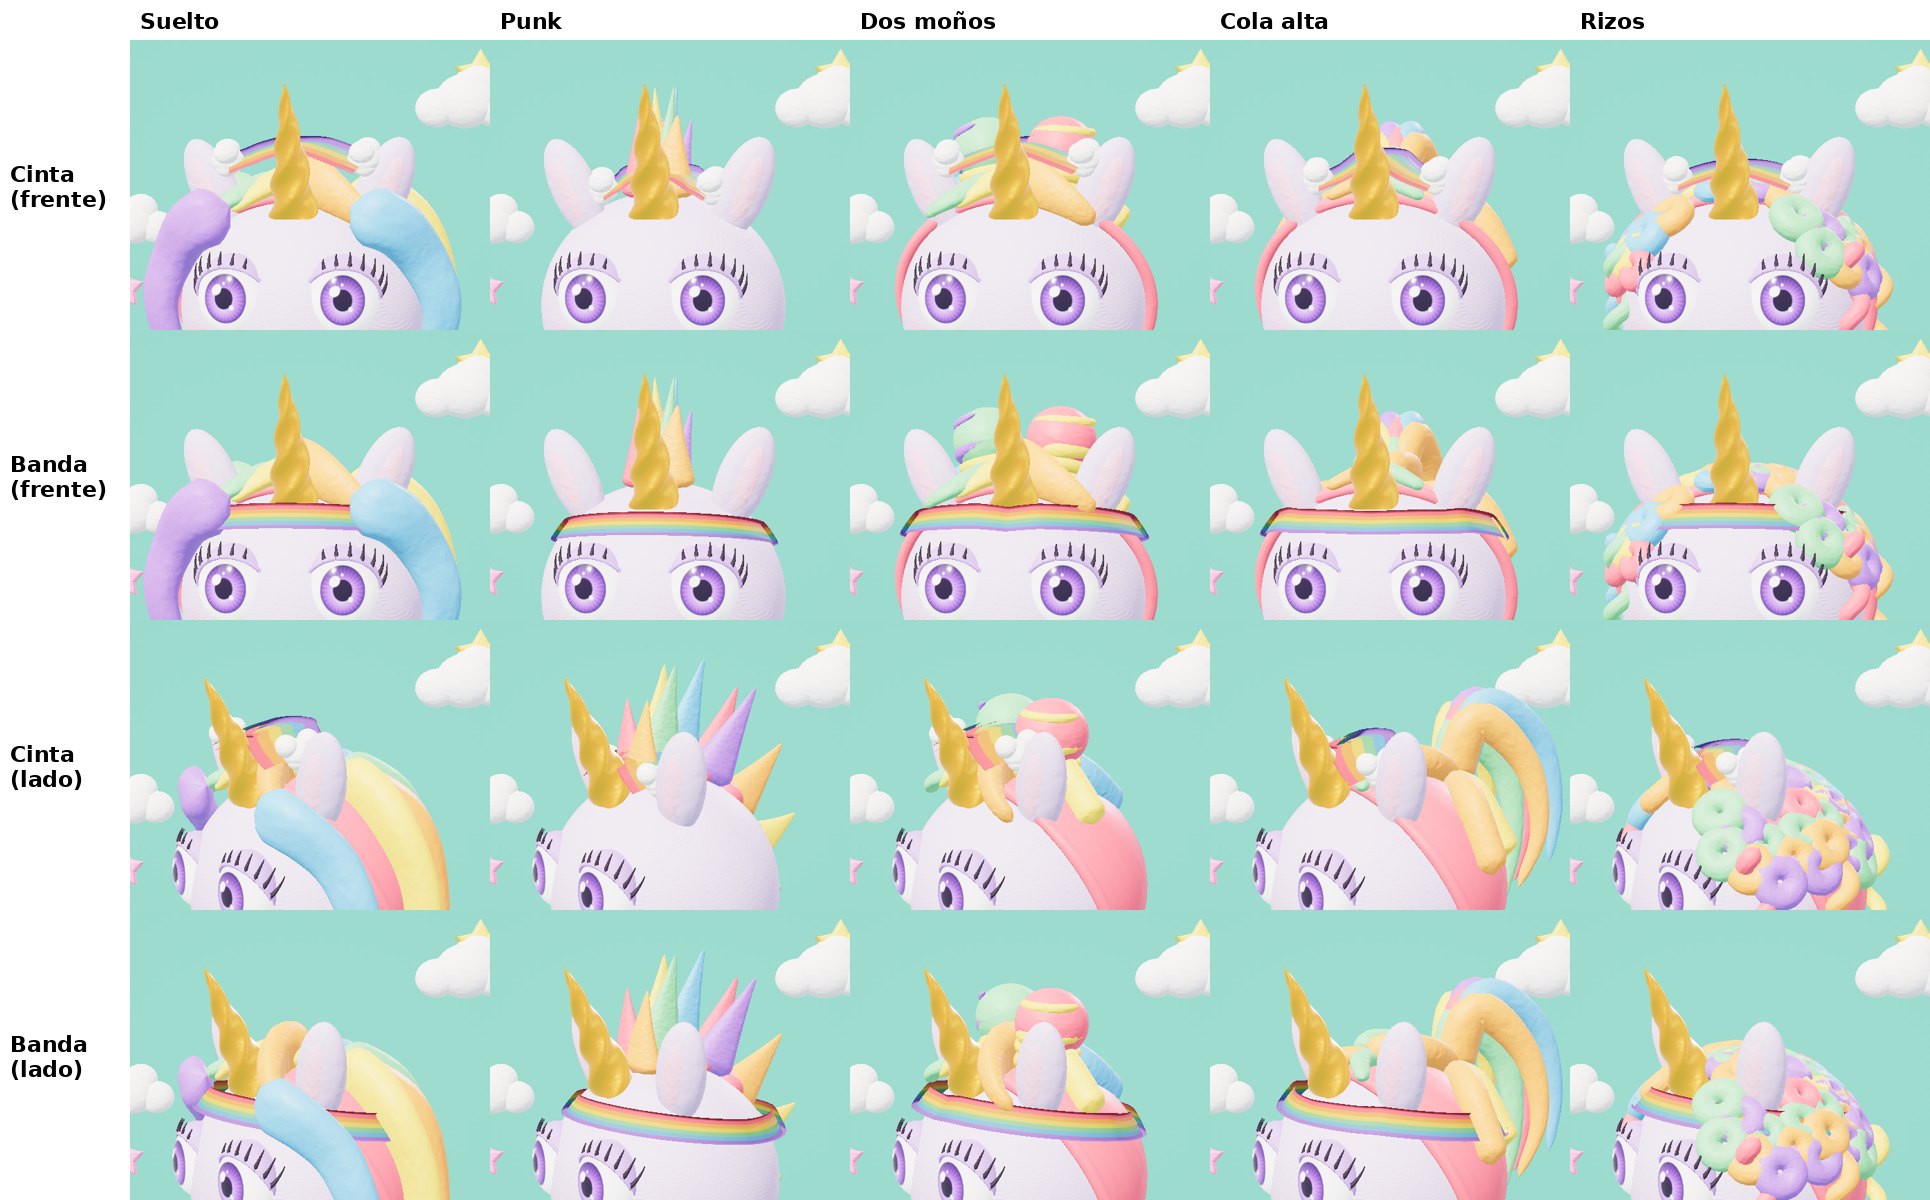 Suelto Punk Dos moños Cola alta Rizos
Cinta
(frente)
Banda
(frente)
Cinta
(lado)
Banda
(lado)